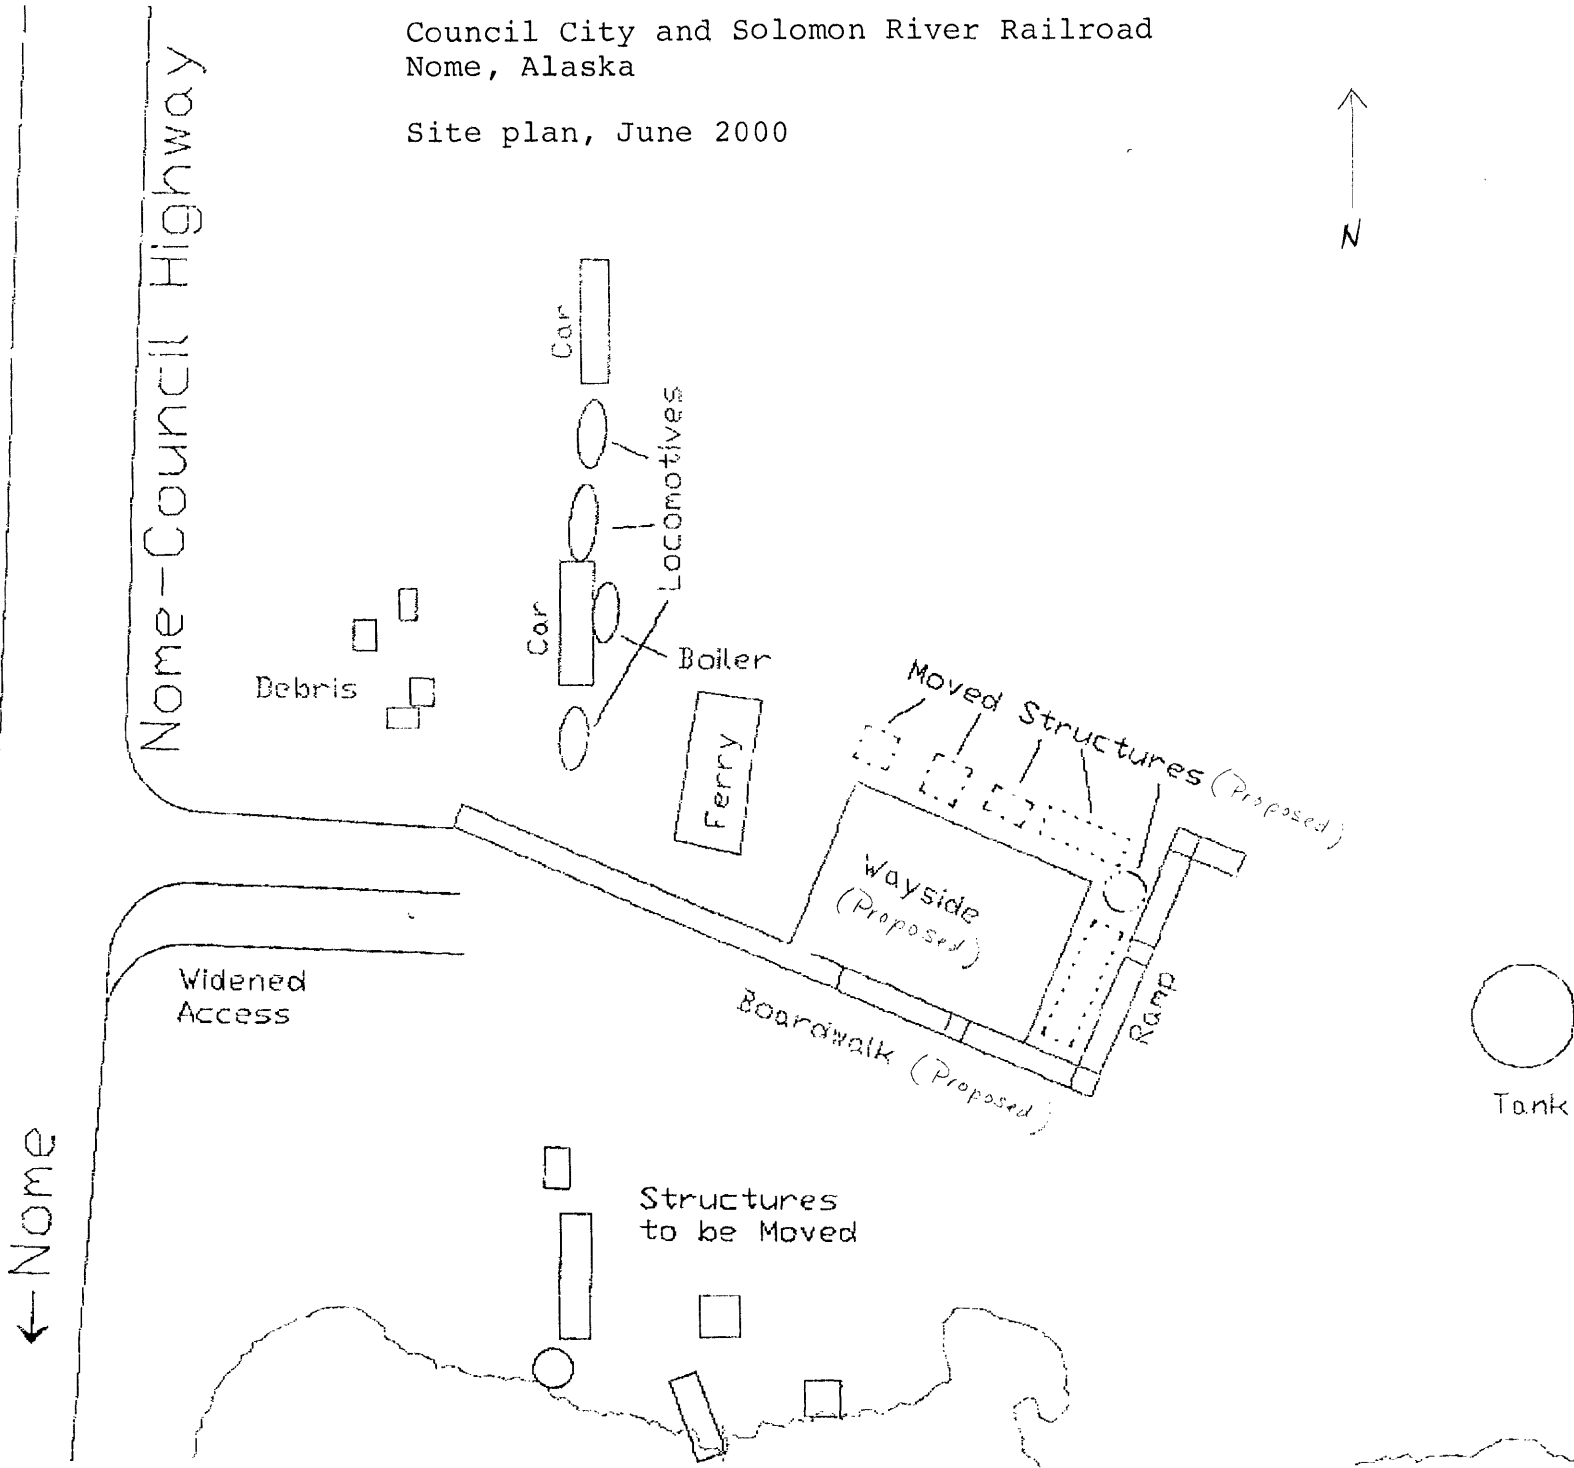 Council City and Solomon River Railroad
Nome, Alaska
Site plan, June 2000
N
Nome-Council Highway
Car
Locomotives
Car
Boiler
Debris
Ferry
Moved Structures (Proposed)
Wayside
(Proposed)
Widened
Access
Boardwalk (Proposed)
Ramp
Tank
←Nome
Structures
to be Moved